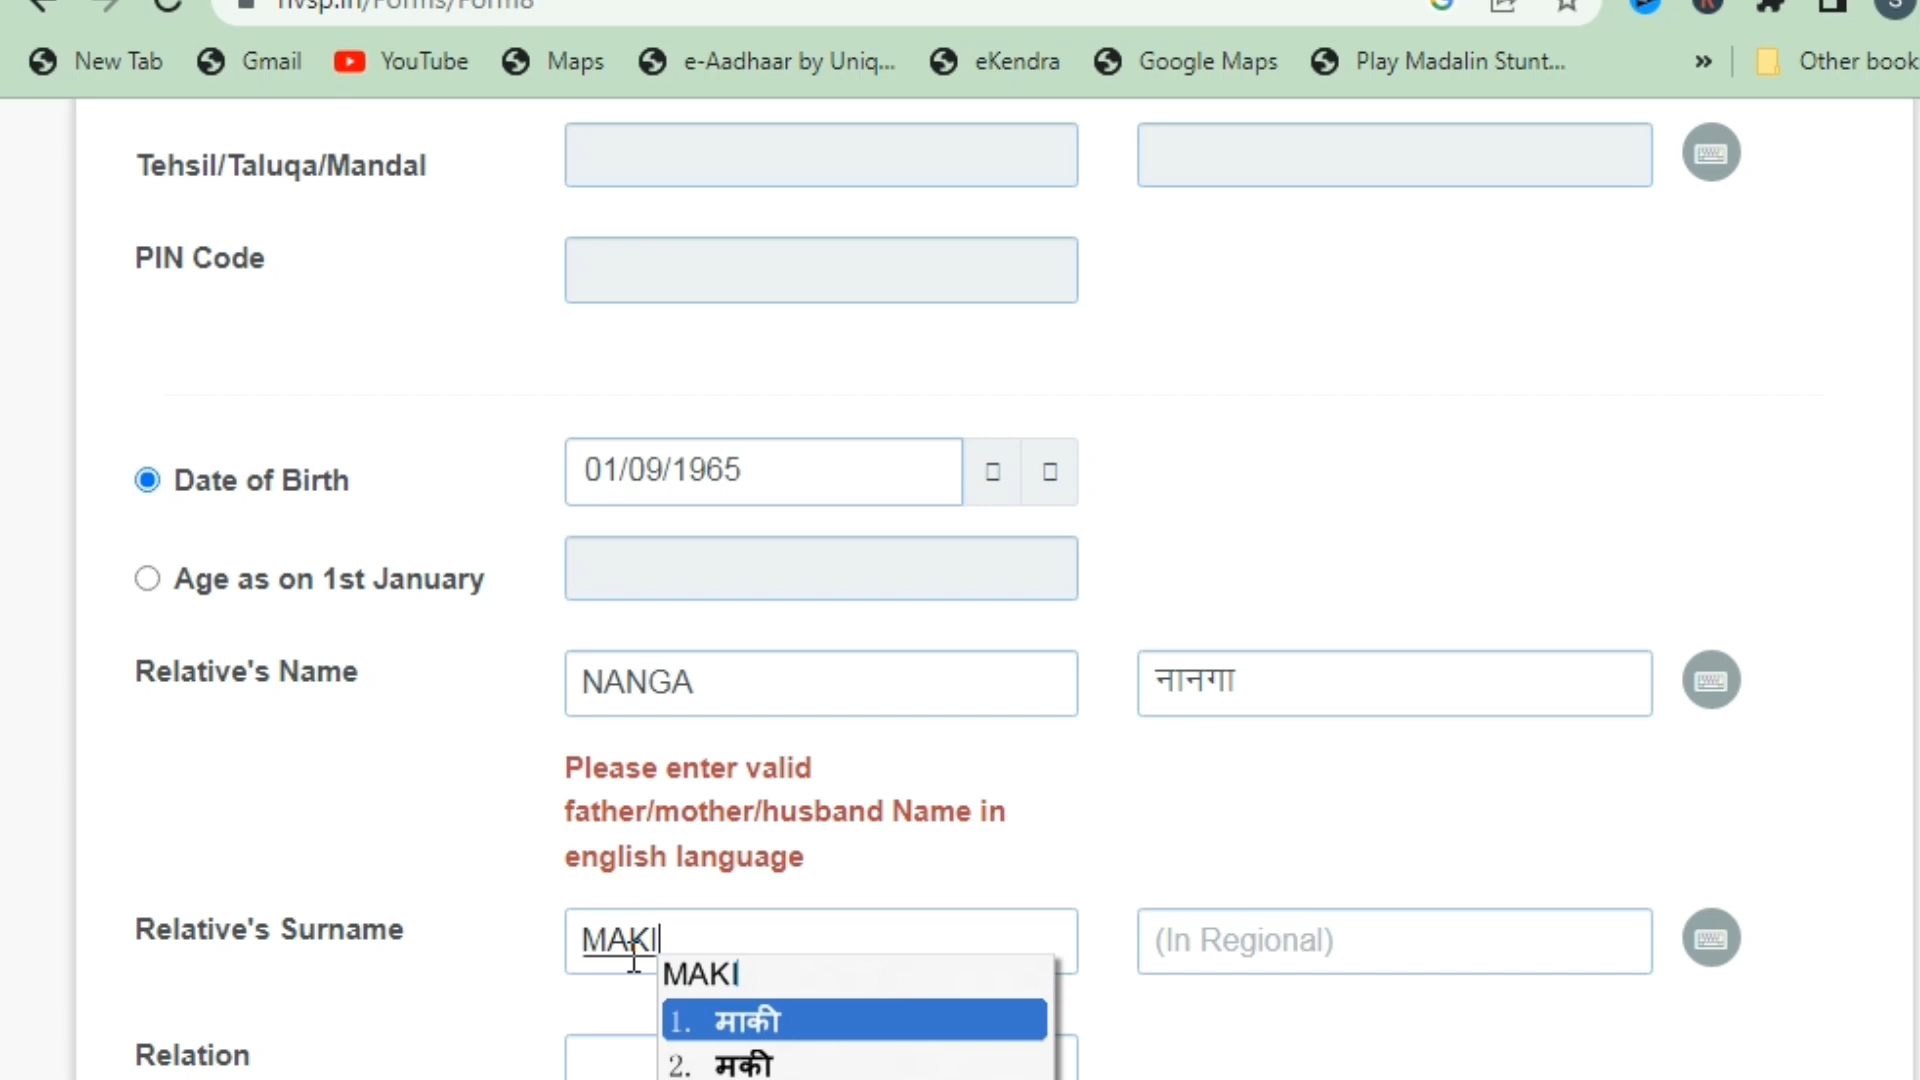 nvsp.in/Forms/Form8
New Tab Gmail YouTube Maps e-Aadhaar by Uniq... eKendra Google Maps Play Madalin Stunt... » Other book
Tehsil/Taluqa/Mandal
PIN Code
Date of Birth 01/09/1965
Age as on 1st January
Relative's Name NANGA नानगा
Please enter valid
father/mother/husband Name in
english language
Relative's Surname MAKI (In Regional)
MAKI
1. माकी
Relation
2. मकी